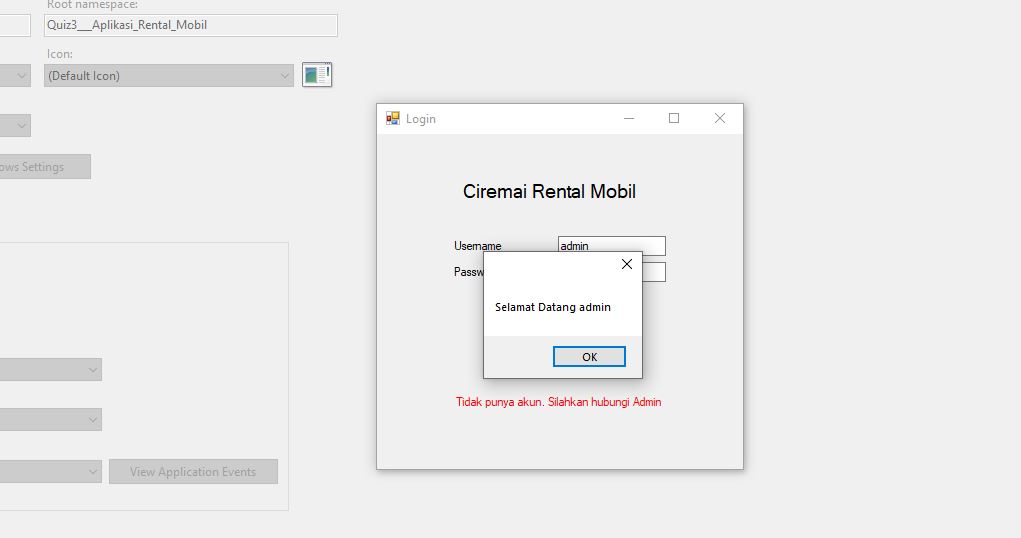 Root namespace:
Quiz3___Aplikasi_Rental_Mobil
Icon:
(Default Icon)
ows Settings
View Application Events
Login
Ciremai Rental Mobil
Username
admin
Passw
Selamat Datang admin
OK
Tidak punya akun. Silahkan hubungi Admin